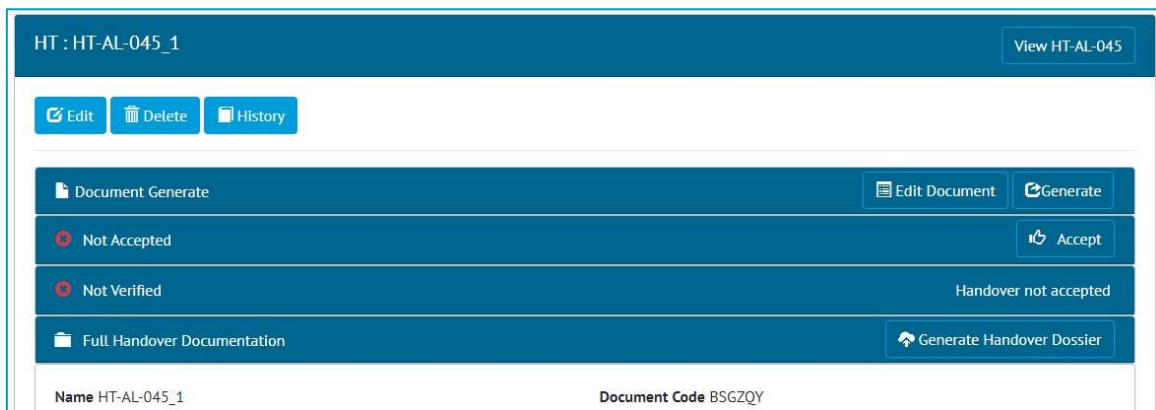 HT : HT-AL-045_1 View HT-AL-045
Edit Delete History
Document Generate Edit Document Generate
Not Accepted Accept
Not Verified Handover not accepted
Full Handover Documentation Generate Handover Dossier
Name HT-AL-045_1 Document Code BSGZQY